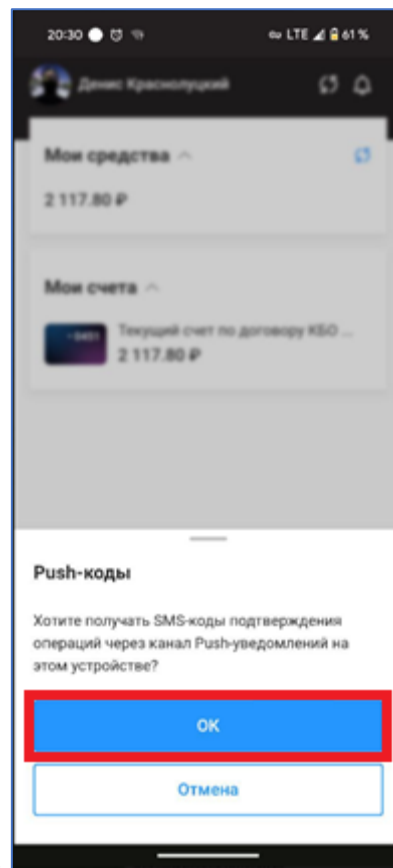 20:30 LTE 61 %
Денис Краснолуцкий
Мои средства
2 117.80 ₽
Мои счета
Текущий счет по договору КБО ...
2 117.80 ₽
Push-коды
Хотите получать SMS-коды подтверждения
операций через канал Push-уведомлений на
этом устройстве?
ОК
Отмена